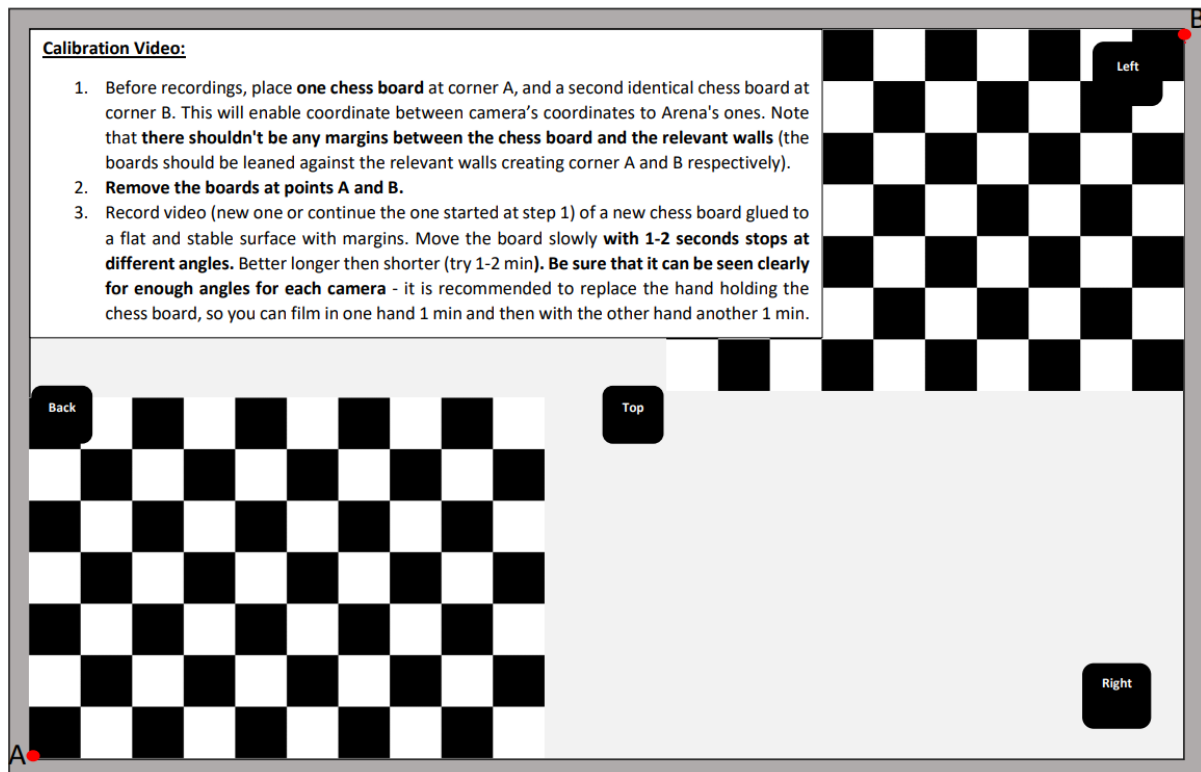 B
Calibration Video:
Left
1. Before recordings, place one chess board at corner A, and a second identical chess board at
corner B. This will enable coordinate between camera’s coordinates to Arena's ones. Note
that there shouldn't be any margins between the chess board and the relevant walls (the
boards should be leaned against the relevant walls creating corner A and B respectively).
2. Remove the boards at points A and B.
3. Record video (new one or continue the one started at step 1) of a new chess board glued to
a flat and stable surface with margins. Move the board slowly with 1-2 seconds stops at
different angles. Better longer then shorter (try 1-2 min). Be sure that it can be seen clearly
for enough angles for each camera - it is recommended to replace the hand holding the
chess board, so you can film in one hand 1 min and then with the other hand another 1 min.
Back
Top
Right
A